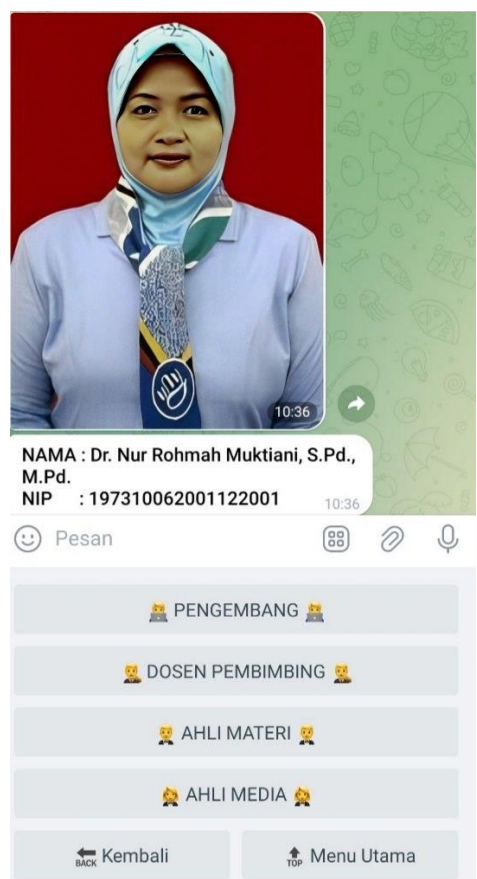 10:36
NAMA : Dr. Nur Rohmah Muktiani, S.Pd.,
M.Pd.
NIP : 197310062001122001
10:36
Pesan
PENGEMBANG
DOSEN PEMBIMBING
AHLI MATERI
AHLI MEDIA
BACK Kembali
TOP Menu Utama